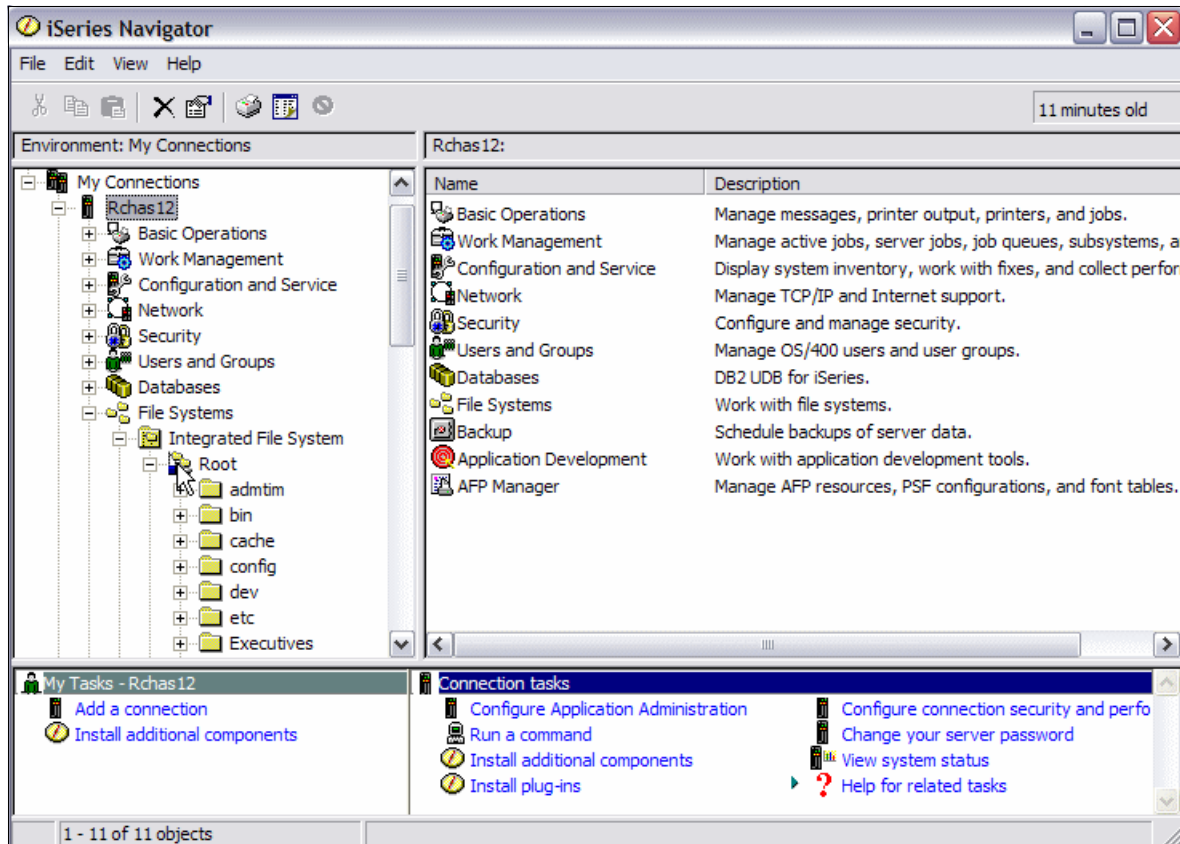 iSeries Navigator
File Edit View Help
11 minutes old
Environment: My Connections
Rchas12:
My Connections
Rchas12
Basic Operations
Work Management
Configuration and Service
Network
Security
Users and Groups
Databases
File Systems
Integrated File System
Root
admtim
bin
cache
config
dev
etc
Executives
Name Description
Basic Operations Manage messages, printer output, printers, and jobs.
Work Management Manage active jobs, server jobs, job queues, subsystems, a
Configuration and Service Display system inventory, work with fixes, and collect perfor
Network Manage TCP/IP and Internet support.
Security Configure and manage security.
Users and Groups Manage OS/400 users and user groups.
Databases DB2 UDB for iSeries.
File Systems Work with file systems.
Backup Schedule backups of server data.
Application Development Work with application development tools.
AFP Manager Manage AFP resources, PSF configurations, and font tables.
My Tasks - Rchas12
Add a connection
Install additional components
Connection tasks
Configure Application Administration
Run a command
Install additional components
Install plug-ins
Configure connection security and perfo
Change your server password
View system status
Help for related tasks
1 - 11 of 11 objects